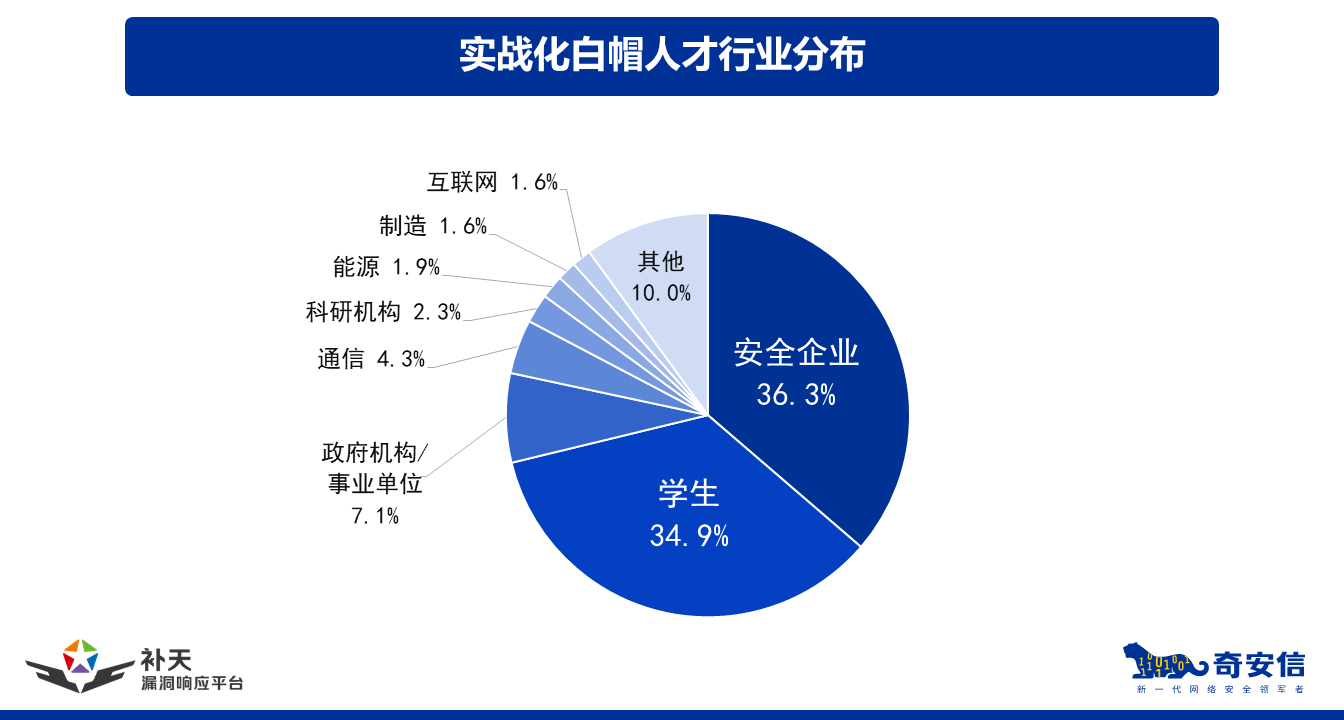 实战化白帽人才行业分布
互联网 1.6%
制造 1.6%
能源 1.9%
科研机构 2.3%
通信 4.3%
政府机构/
事业单位
7.1%
其他
10.0%
安全企业
36.3%
学生
34.9%
补天
漏洞响应平台
奇安信
新一代网络安全领军者